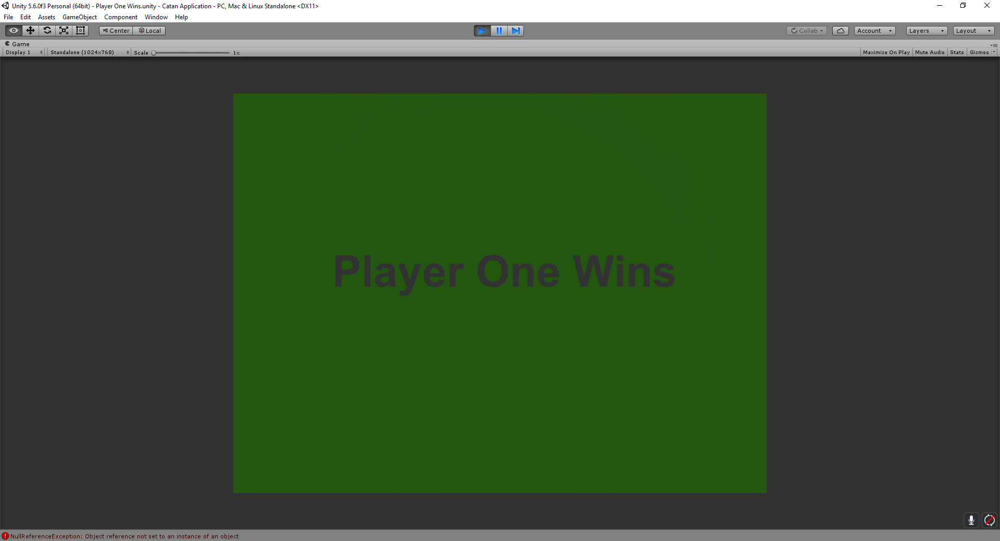 Unity 5.6.0f3 Personal (64bit) - Player One Wins.unity - Catan Application - PC, Mac & Linux Standalone <DX11>
File Edit Assets GameObject Component Window Help
Center Local Collab Account Layers Layout
Game
Display 1 Standalone (1024x768) Scale 1x Maximize On Play Mute Audio Stats Gizmos
Player One Wins
NullReferenceException: Object reference not set to an instance of an object